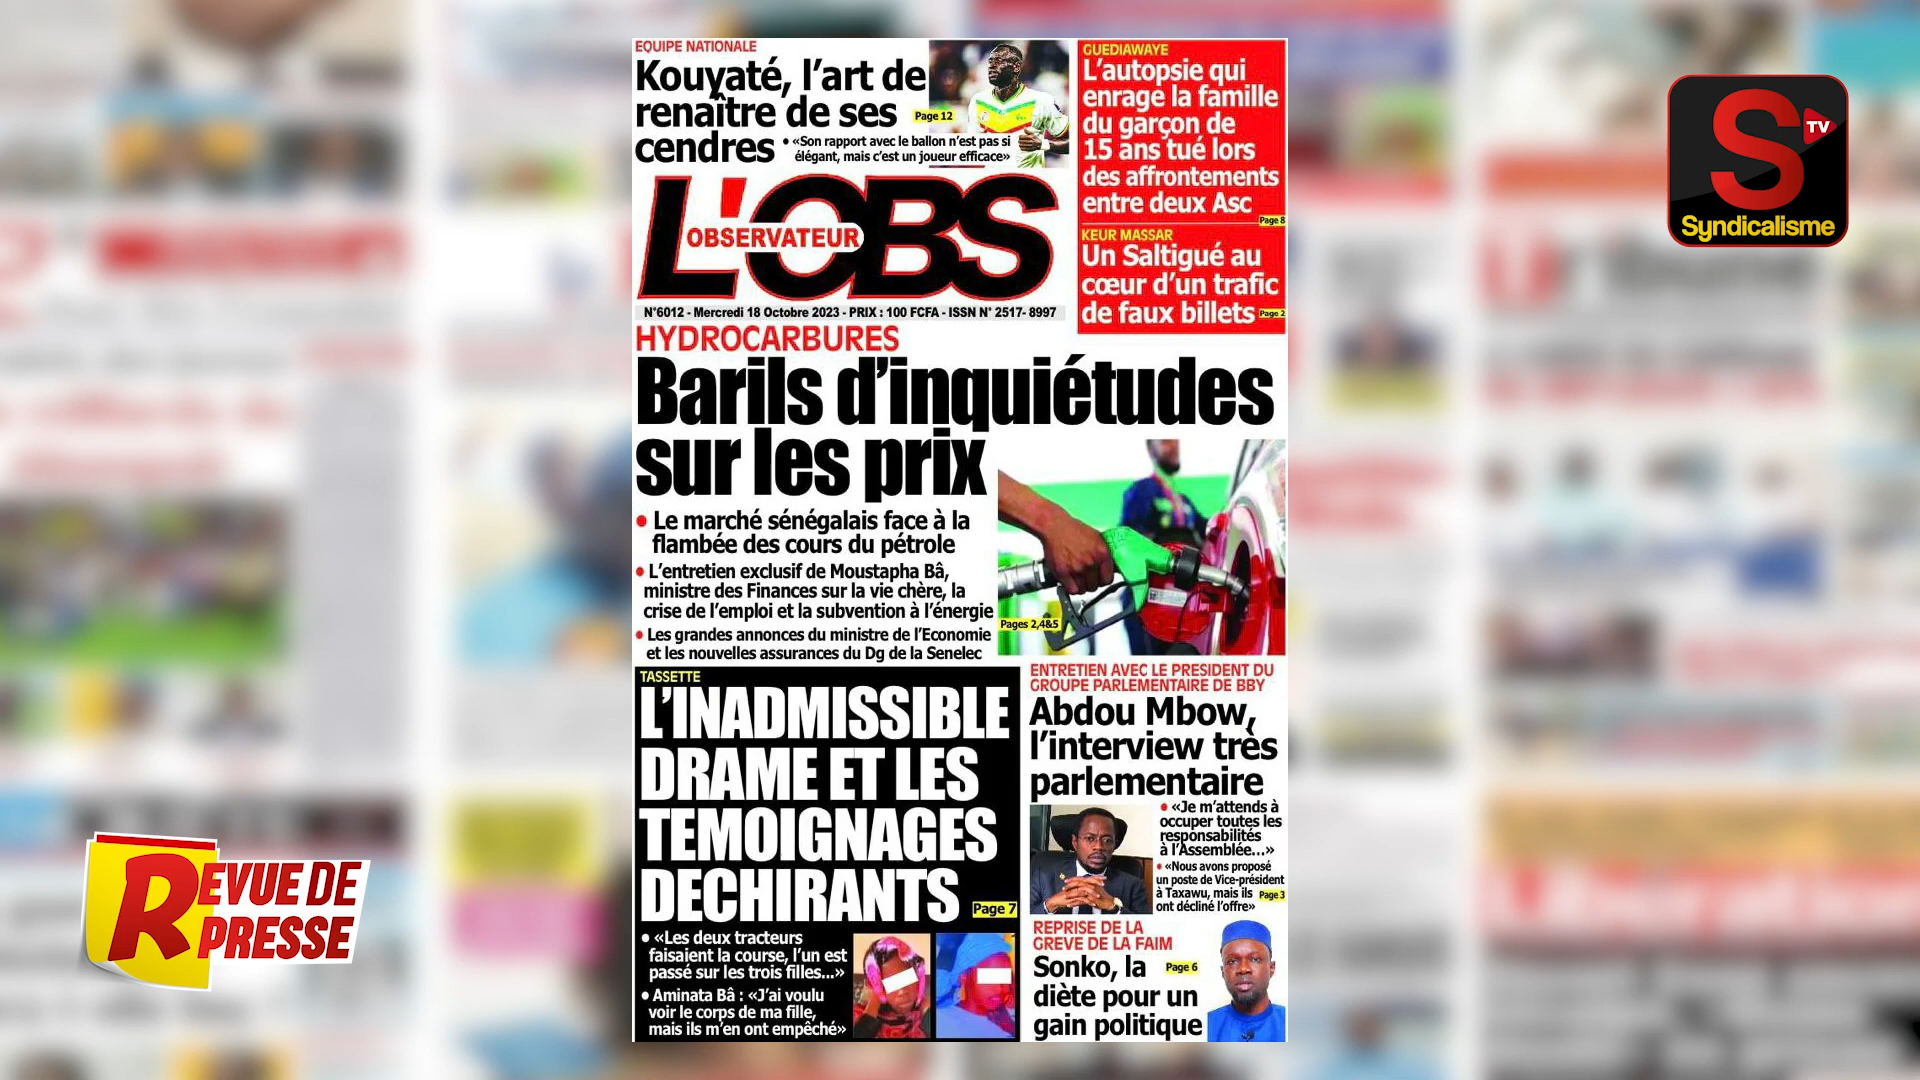 EQUIPE NATIONALE
Kouyaté, l'art de
renaître de ses
cendres
Page 12
• «Son rapport avec le ballon n'est pas si
élégant, mais c'est un joueur efficace»
GUEDIAWAYE
L'autopsie qui
enrage la famille
du garçon de
15 ans tué lors
des affrontements
entre deux Asc
Page 8
KEUR MASSAR
Un Saltigué au
cœur d'un trafic
de faux billets
Page 2
L'OBS
OBSERVATEUR
N°6012 - Mercredi 18 Octobre 2023 - PRIX : 100 FCFA - ISSN N° 2517- 8997
HYDROCARBURES
Barils d'inquiétudes
sur les prix
• Le marché sénégalais face à la
flambée des cours du pétrole
• L'entretien exclusif de Moustapha Bâ,
ministre des Finances sur la vie chère, la
crise de l'emploi et la subvention à l'énergie
• Les grandes annonces du ministre de l'Economie
et les nouvelles assurances du Dg de la Senelec
Pages 2,4&5
TASSETTE
L'INADMISSIBLE
DRAME ET LES
TEMOIGNAGES
DECHIRANTS
Page 7
• «Les deux tracteurs
faisaient la course, l'un est
passé sur les trois filles...»
• Aminata Bâ : «J'ai voulu
voir le corps de ma fille,
mais ils m'en ont empêché»
ENTRETIEN AVEC LE PRESIDENT DU
GROUPE PARLEMENTAIRE DE BBY
Abdou Mbow,
l'interview très
parlementaire
• «Je m'attends à
occuper toutes les
responsabilités
à l'Assemblée...»
• «Nous avons proposé
un poste de Vice-président
à Taxawu, mais ils
ont décliné l'offre»
Page 3
REPRISE DE LA
GREVE DE LA FAIM
Sonko, la
diète pour un
gain politique
Page 6
S TV
Syndicalisme
REVUE DE
PRESSE